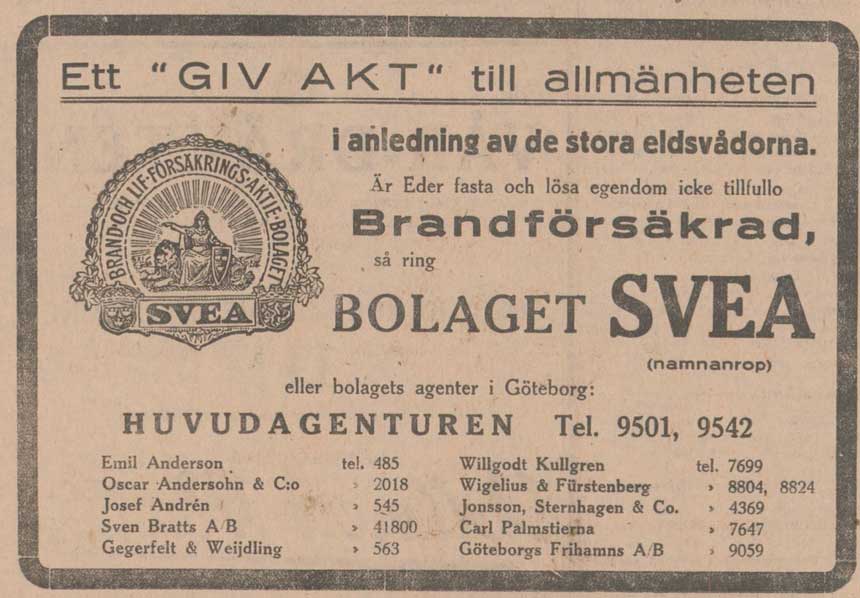 Ett "GIV AKT" till allmänheten
i anledning av de stora eldsvådorna.
BRAND-OCH LIF-FÖRSÄKRINGS-AKTIE-BOLAGET
SVEA
Är Eder fasta och lösa egendom icke tillfullo
Brandförsäkrad,
så ring
BOLAGET SVEA
(namnanrop)
eller bolagets agenter i Göteborg:
HUVUDAGENTUREN Tel. 9501, 9542
Emil Anderson tel. 485
Oscar Andersohn & C:o » 2018
Josef Andrén » 545
Sven Bratts A/B » 41800
Gegerfelt & Weijdling » 563
Willgodt Kullgren tel. 7699
Wigelius & Fürstenberg » 8804, 8824
Jonsson, Sternhagen & Co. » 4369
Carl Palmstierna » 7647
Göteborgs Frihamns A/B » 9059